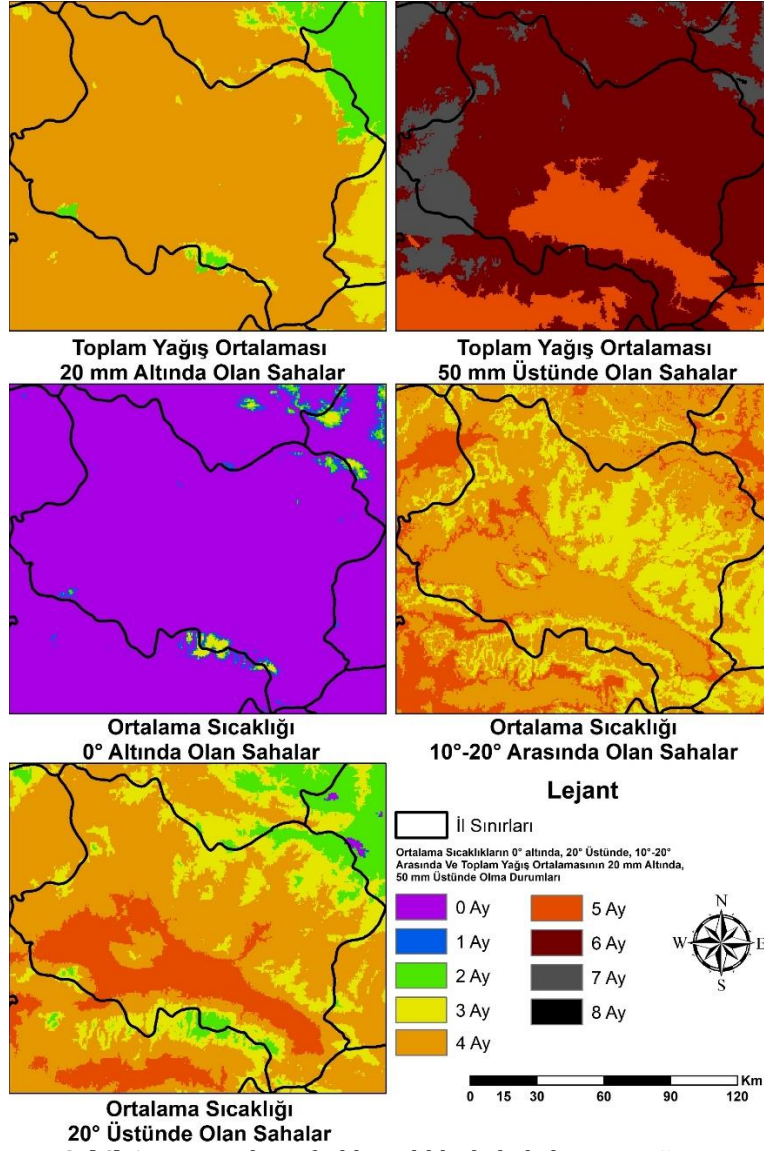 Toplam Yağış Ortalaması
20 mm Altında Olan Sahalar
Toplam Yağış Ortalaması
50 mm Üstünde Olan Sahalar
Ortalama Sıcaklığı
0° Altında Olan Sahalar
Ortalama Sıcaklığı
10°-20° Arasında Olan Sahalar
Ortalama Sıcaklığı
20° Üstünde Olan Sahalar
Lejant
İl Sınırları
Ortalama Sıcaklıkların 0° altında, 20° Üstünde, 10°-20°
Arasında Ve Toplam Yağış Ortalamasının 20 mm Altında,
50 mm Üstünde Olma Durumları
0 Ay
1 Ay
2 Ay
3 Ay
4 Ay
5 Ay
6 Ay
7 Ay
8 Ay
N
W
E
S
Km
0 15 30 60 90 120